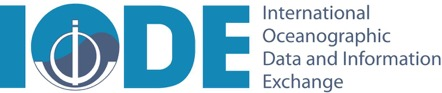 IODE
International
Oceanographic
Data and Information
Exchange